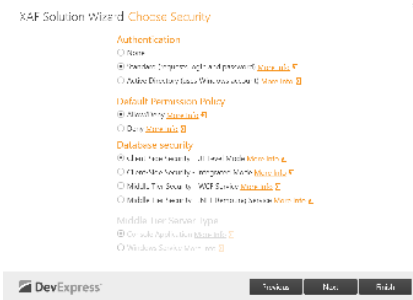 XAF Solution Wizard Choose Security
Authentication
None
Standard (requests login and password) More Info
Active Directory (uses Windows account) More Info
Default Permission Policy
Allow/Deny More Info
Deny More Info
Database security
Client-Side Security - UI Level Mode More Info
Client-Side Security - Integrated Mode More Info
Middle Tier Security - WCF Service More Info
Middle Tier Security - .NET Remoting Service More Info
Middle Tier Server Type
Console Application More Info
Windows Service More Info
DevExpress
Previous Next Finish